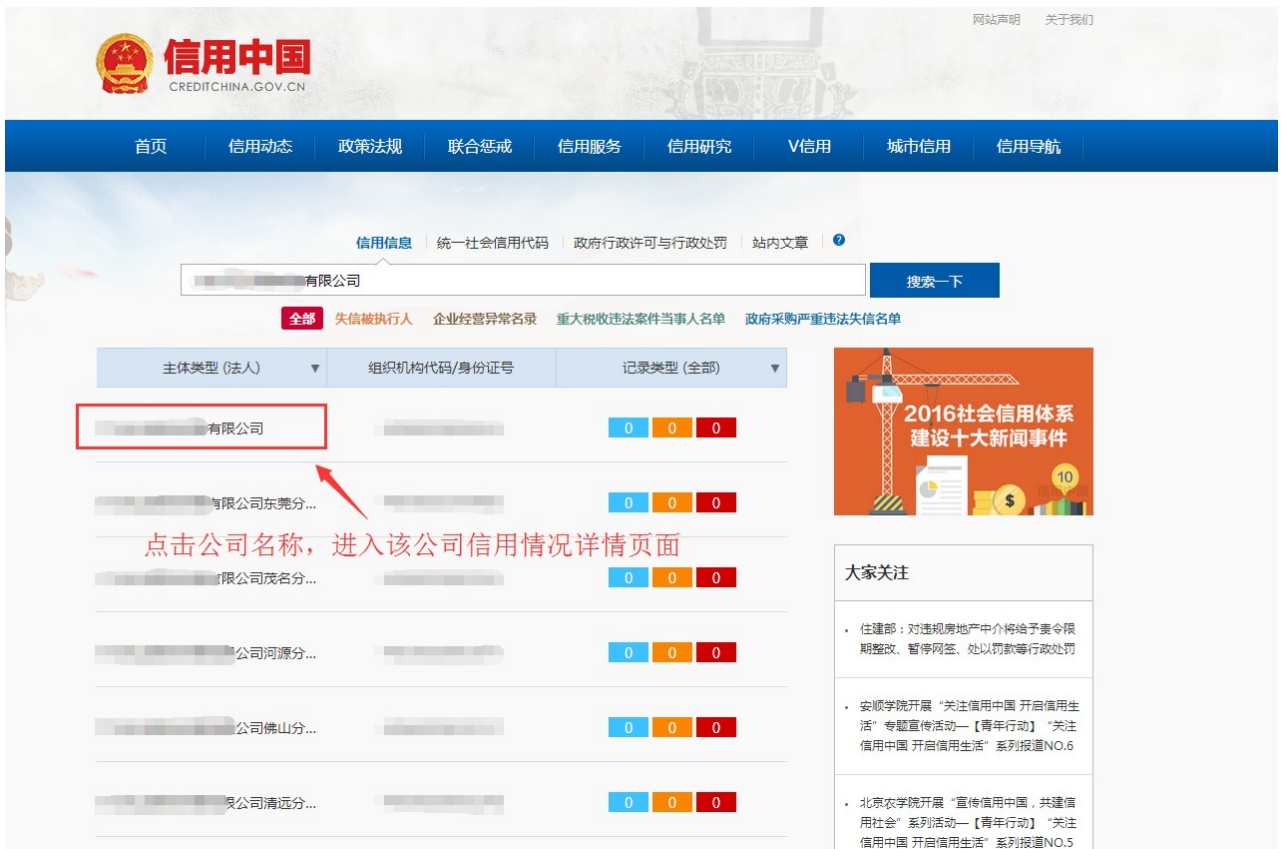 网站声明 关于我们
信用中国
CREDITCHINA.GOV.CN
首页 信用动态 政策法规 联合惩戒 信用服务 信用研究 V信用 城市信用 信用导航
信用信息 统一社会信用代码 政府行政许可与行政处罚 站内文章 ?
有限公司 搜索一下
全部 失信被执行人 企业经营异常名录 重大税收违法案件当事人名单 政府采购严重违法失信名单
主体类型 (法人) ▼ 组织机构代码/身份证号 记录类型 (全部) ▼
有限公司 0 0 0
有限公司东莞分... 0 0 0
点击公司名称，进入该公司信用情况详情页面
限公司茂名分... 0 0 0
公司河源分... 0 0 0
公司佛山分... 0 0 0
限公司清远分... 0 0 0
2016社会信用体系
建设十大新闻事件
10
$
信用中国
大家关注
· 住建部：对违规房地产中介将给予责令限
期整改、暂停网签、处以罚款等行政处罚
· 安顺学院开展“关注信用中国 开启信用生
活”专题宣传活动—【青年行动】“关注
信用中国 开启信用生活”系列报道NO.6
· 北京农学院开展“宣传信用中国，共建信
用社会”系列活动—【青年行动】“关注
信用中国 开启信用生活”系列报道NO.5